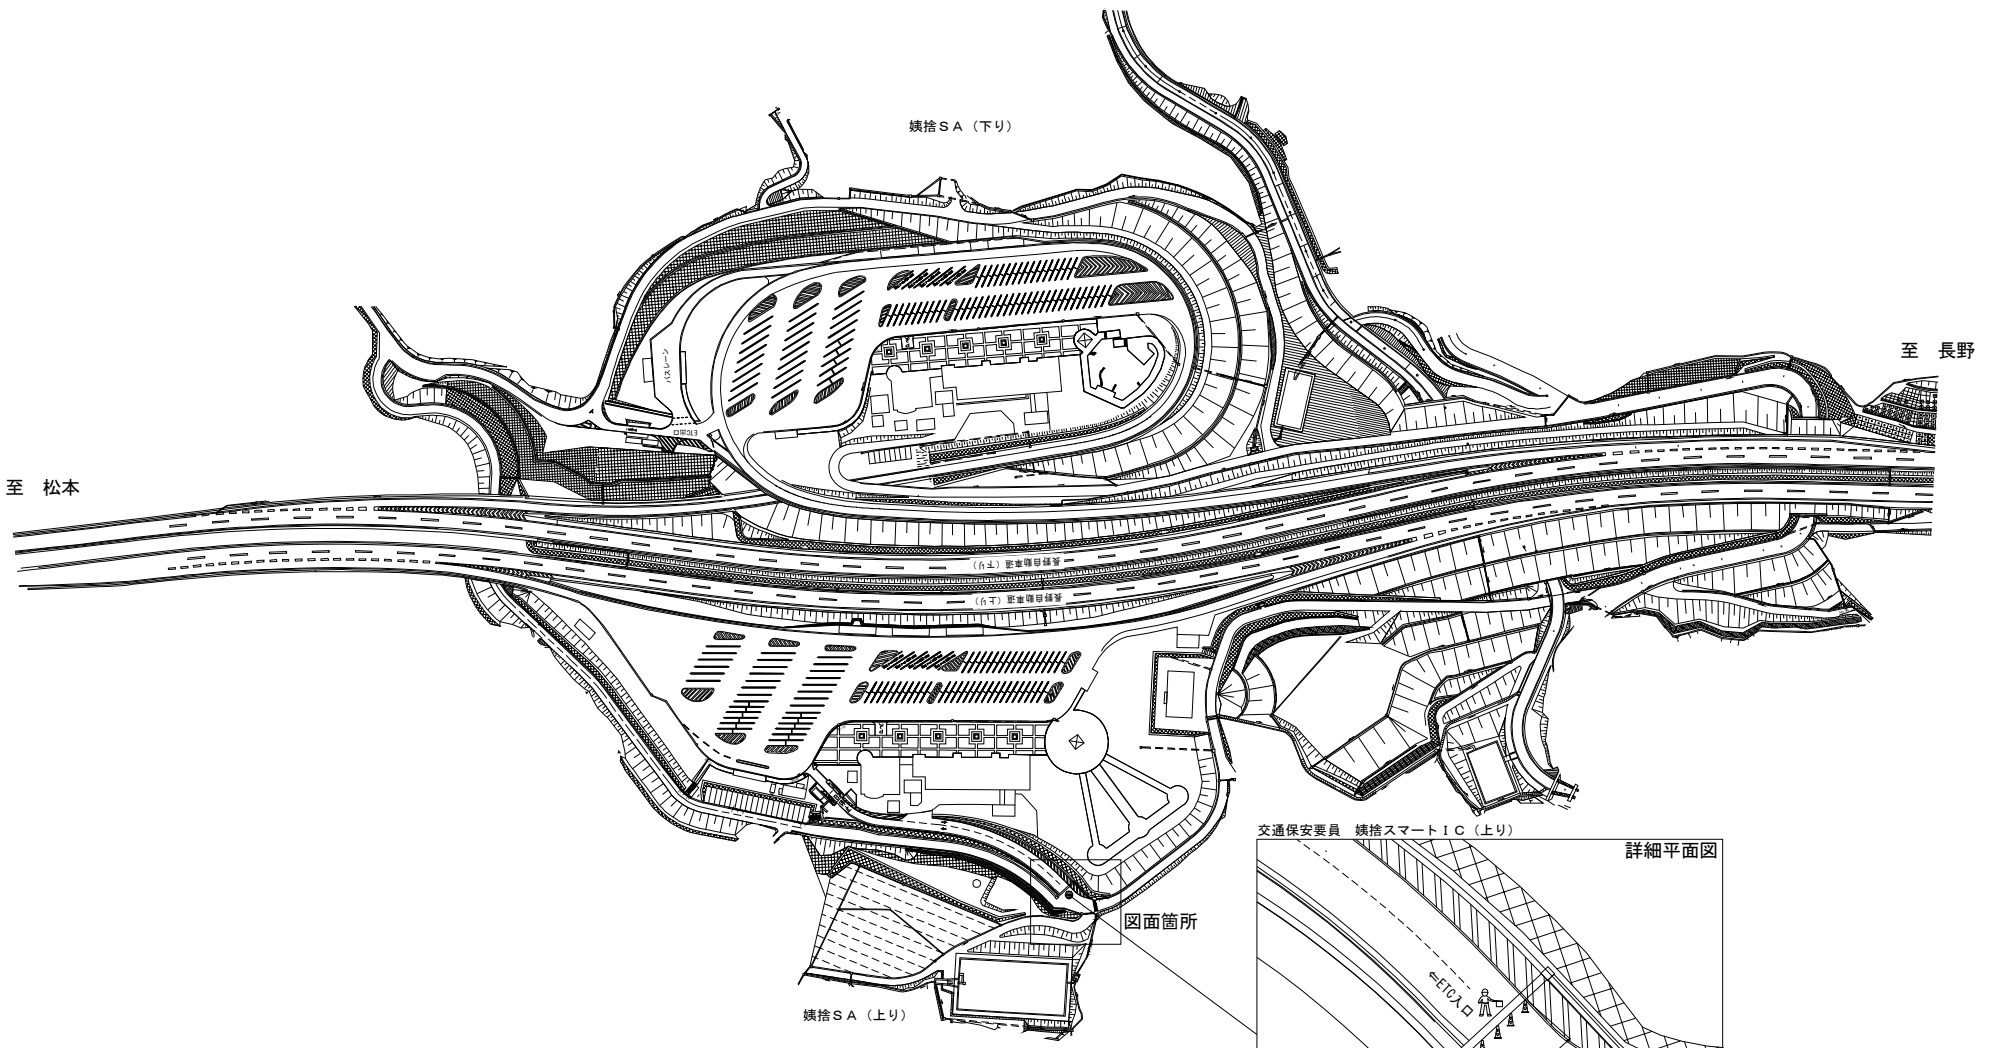 姨捨ＳＡ（下り）
至　長野
バスレーン
ETC出口
至　松本
長野自動車道（下り）
長野自動車道（上り）
交通保安要員　姨捨スマートＩＣ（上り）
詳細平面図
図面箇所
⇐ETC入口
姨捨ＳＡ（上り）